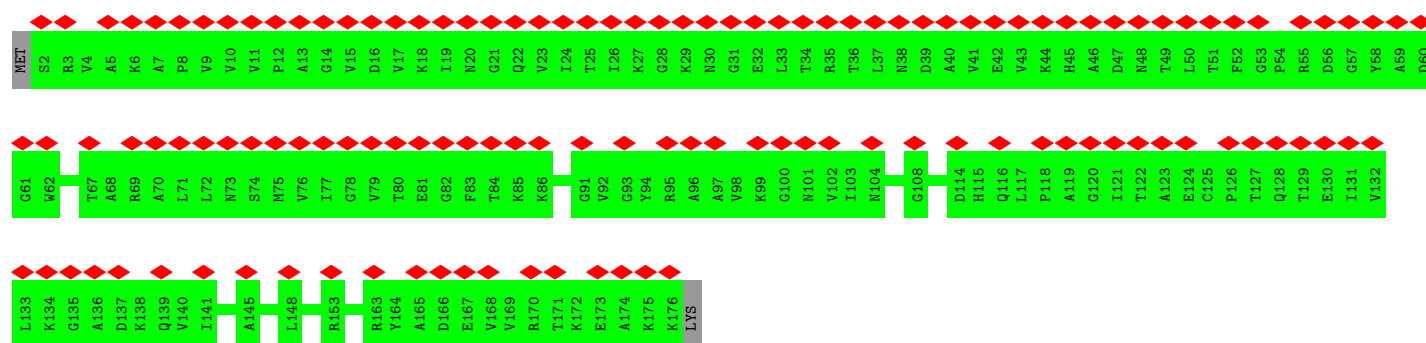 MET S2 R3 V4 A5 K6 A7 P8 V9 V10 V11 P12 A13 G14 V15 D16 V17 K18 I19 N20 G21 Q22 V23 I24 T25 I26 K27 G28 K29 N30 G31 E32 L33 T34 R35 T36 L37 N38 D39 A40 V41 E42 V43 K44 H45 A46 D47 N48 T49 L50 T51 F52 G53 P54 R55 D56 G57 Y58 A59 D60
G61 W62 T67 A68 R69 A70 L71 L72 N73 S74 M75 V76 I77 G78 V79 T80 E81 G82 F83 T84 K85 K86 G91 V92 G93 Y94 R95 A96 A97 V98 K99 G100 N101 V102 I103 N104 G108 D114 H115 Q116 L117 P118 A119 G120 I121 T122 A123 E124 C125 P126 T127 Q128 T129 E130 I131 V132
L133 K134 G135 A136 D137 K138 Q139 V140 I141 A145 L148 R153 R163 Y164 A165 D166 E167 V168 V169 R170 T171 K172 E173 A174 K175 K176 LYS